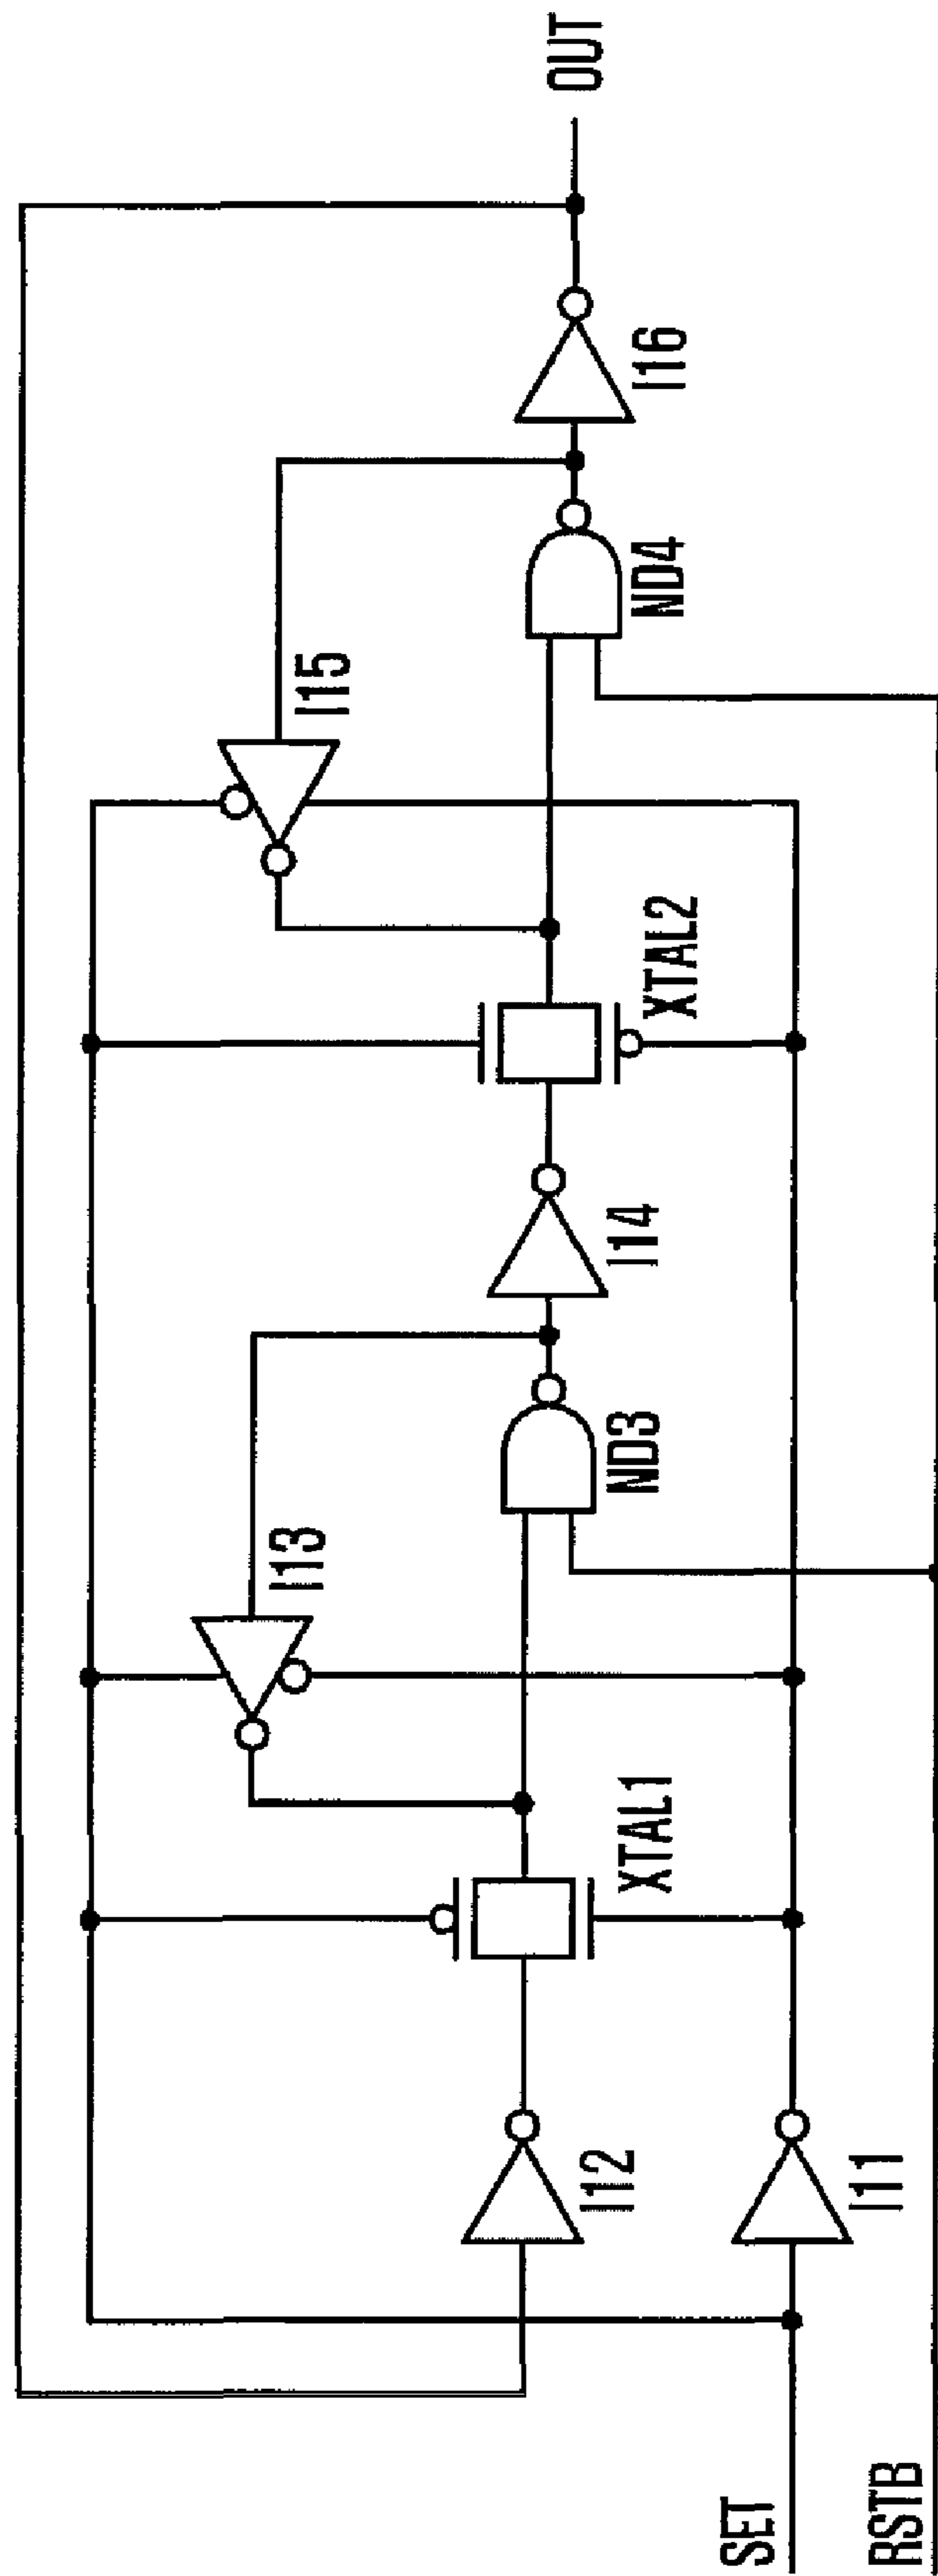 OUT
I16
ND4
I15
XTAL2
I14
ND3
I13
XTAL1
I12
I11
SET
RSTB